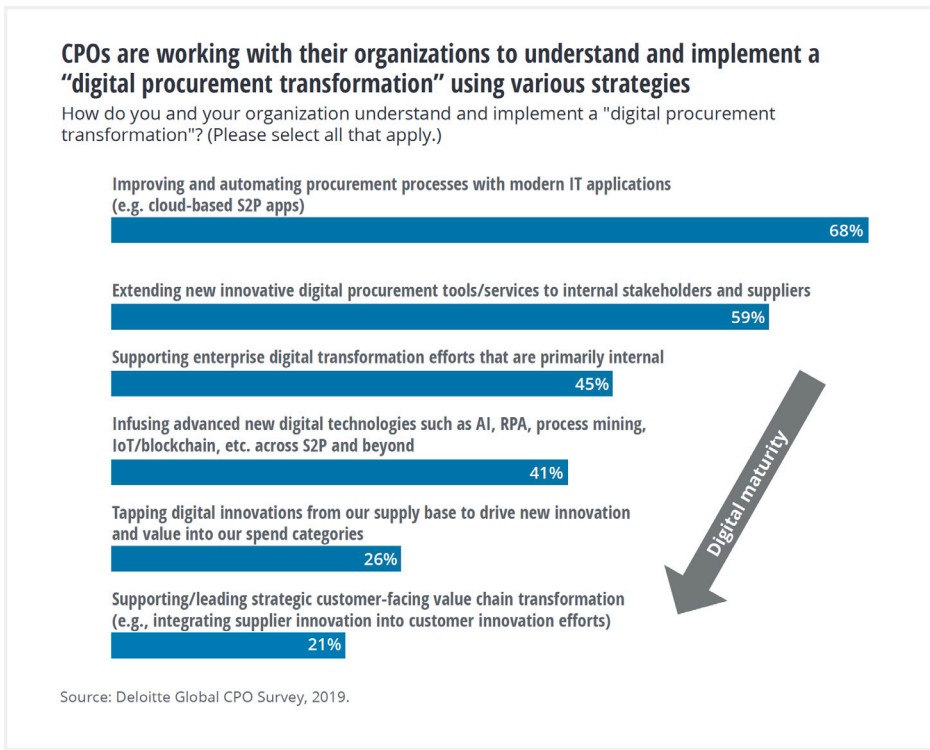 CPOs are working with their organizations to understand and implement a
“digital procurement transformation” using various strategies
How do you and your organization understand and implement a "digital procurement
transformation"? (Please select all that apply.)
Improving and automating procurement processes with modern IT applications
(e.g. cloud-based S2P apps)
68%
Extending new innovative digital procurement tools/services to internal stakeholders and suppliers
59%
Supporting enterprise digital transformation efforts that are primarily internal
45%
Infusing advanced new digital technologies such as AI, RPA, process mining,
IoT/blockchain, etc. across S2P and beyond
41%
Tapping digital innovations from our supply base to drive new innovation
and value into our spend categories
26%
Supporting/leading strategic customer-facing value chain transformation
(e.g., integrating supplier innovation into customer innovation efforts)
21%
Digital maturity
Source: Deloitte Global CPO Survey, 2019.